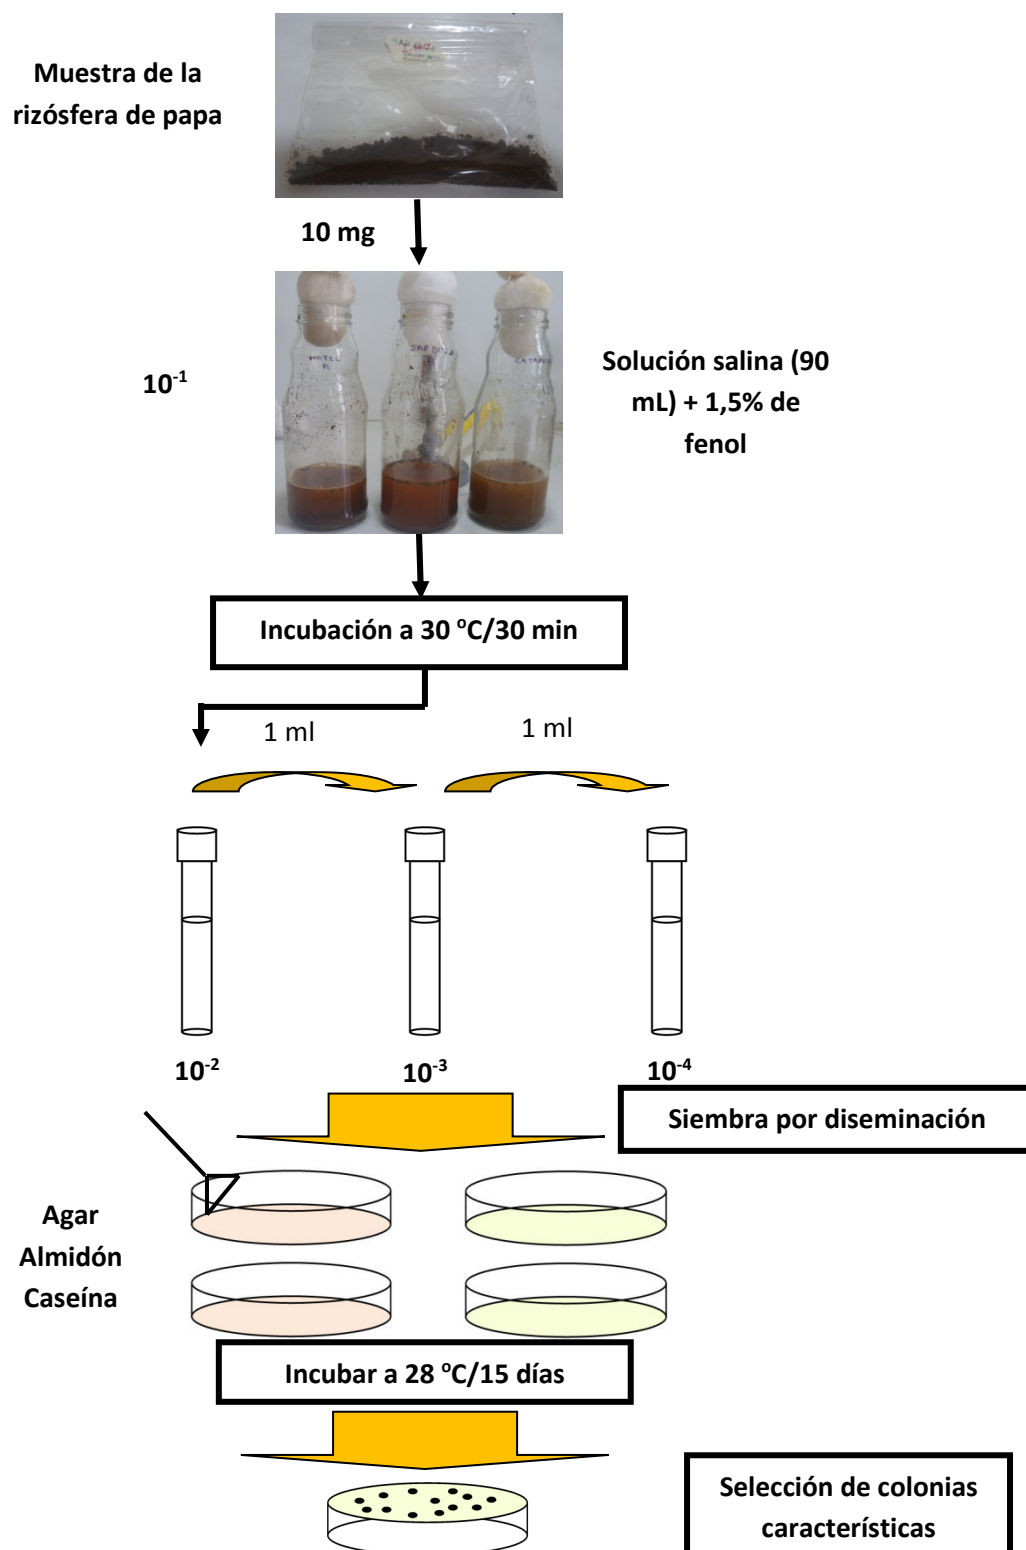 Muestra de la
rizósfera de papa
10 mg
10⁻¹
HOTEL
JARDIN
Solución salina (90
mL) + 1,5% de
fenol
Incubación a 30 °C/30 min
1 ml
1 ml
10⁻²
10⁻³
10⁻⁴
Siembra por diseminación
Agar
Almidón
Caseína
Incubar a 28 °C/15 días
Selección de colonias
características